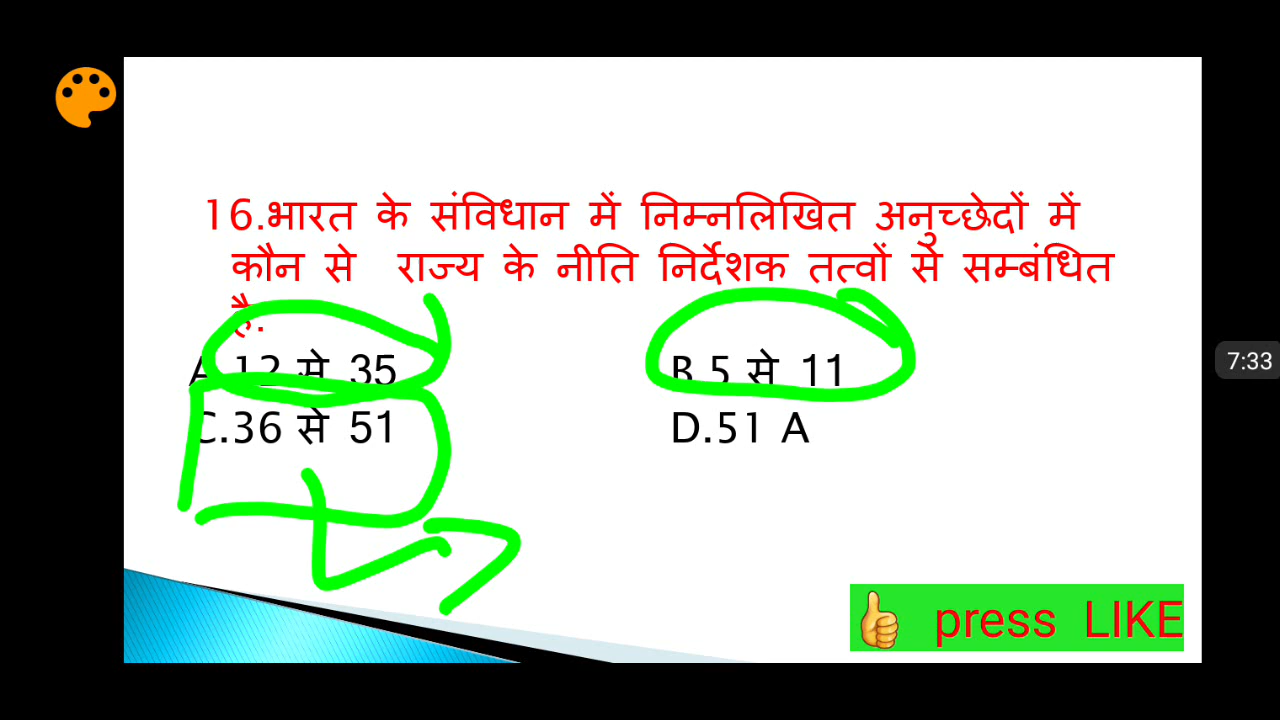 16.भारत के संविधान में निम्नलिखित अनुच्छेदों में
कौन से राज्य के नीति निर्देशक तत्वों से सम्बंधित
है.
A.12 से 35 B.5 से 11
C.36 से 51 D.51 A
7:33
press LIKE